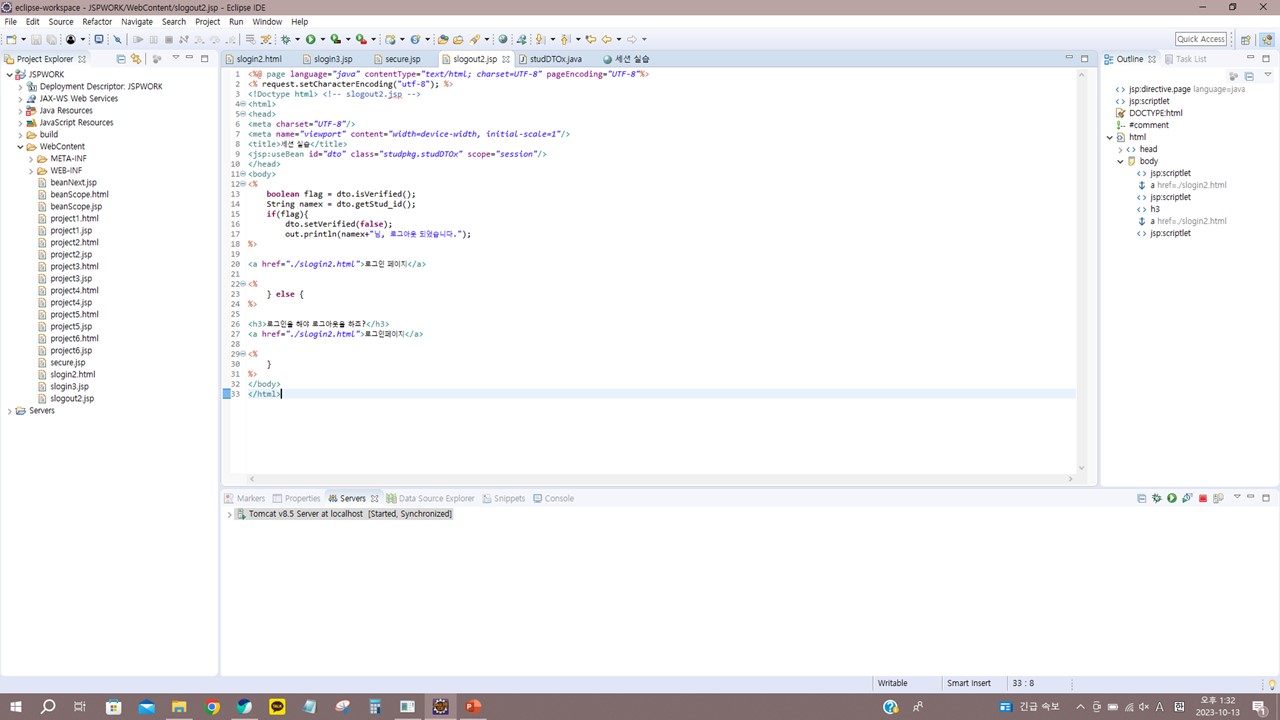 eclipse-workspace - JSPWORK/WebContent/slogout2.jsp - Eclipse IDE
File Edit Source Refactor Navigate Search Project Run Window Help
Quick Access
Project Explorer
JSPWORK
Deployment Descriptor: JSPWORK
JAX-WS Web Services
Java Resources
JavaScript Resources
build
WebContent
META-INF
WEB-INF
beanNext.jsp
beanScope.html
beanScope.jsp
project1.html
project1.jsp
project2.html
project2.jsp
project3.html
project3.jsp
project4.html
project4.jsp
project5.html
project5.jsp
project6.html
project6.jsp
secure.jsp
slogin2.html
slogin3.jsp
slogout2.jsp
Servers
slogin2.html slogin3.jsp secure.jsp slogout2.jsp studDTOx.java 세션 실습
1 <%@ page language="java" contentType="text/html; charset=UTF-8" pageEncoding="UTF-8"%>
2 <% request.setCharacterEncoding("utf-8"); %>
3 <!Doctype html> <!-- slogout2.jsp -->
4 <html>
5 <head>
6 <meta charset="UTF-8"/>
7 <meta name="viewport" content="width=device-width, initial-scale=1"/>
8 <title>세션 실습</title>
9 <jsp:useBean id="dto" class="studpkg.studDTOx" scope="session"/>
10 </head>
11 <body>
12 <%
13 boolean flag = dto.isVerified();
14 String namex = dto.getStud_id();
15 if(flag){
16 dto.setVerified(false);
17 out.println(namex+"님, 로그아웃 되었습니다.");
18 %>
19
20 <a href="./slogin2.html">로그인 페이지</a>
21
22 <%
23 } else {
24 %>
25
26 <h3>로그인을 해야 로그아웃을 하죠?</h3>
27 <a href="./slogin2.html">로그인페이지</a>
28
29 <%
30 }
31 %>
32 </body>
33 </html>
Outline Task List
jsp:directive.page language=java
jsp:scriptlet
DOCTYPE:html
#comment
html
head
body
jsp:scriptlet
a href=./slogin2.html
jsp:scriptlet
h3
a href=./slogin2.html
jsp:scriptlet
Markers Properties Servers Data Source Explorer Snippets Console
Tomcat v8.5 Server at localhost [Started, Synchronized]
Writable Smart Insert 33 : 8
긴급 속보 A 漢 오후 1:32
2023-10-13